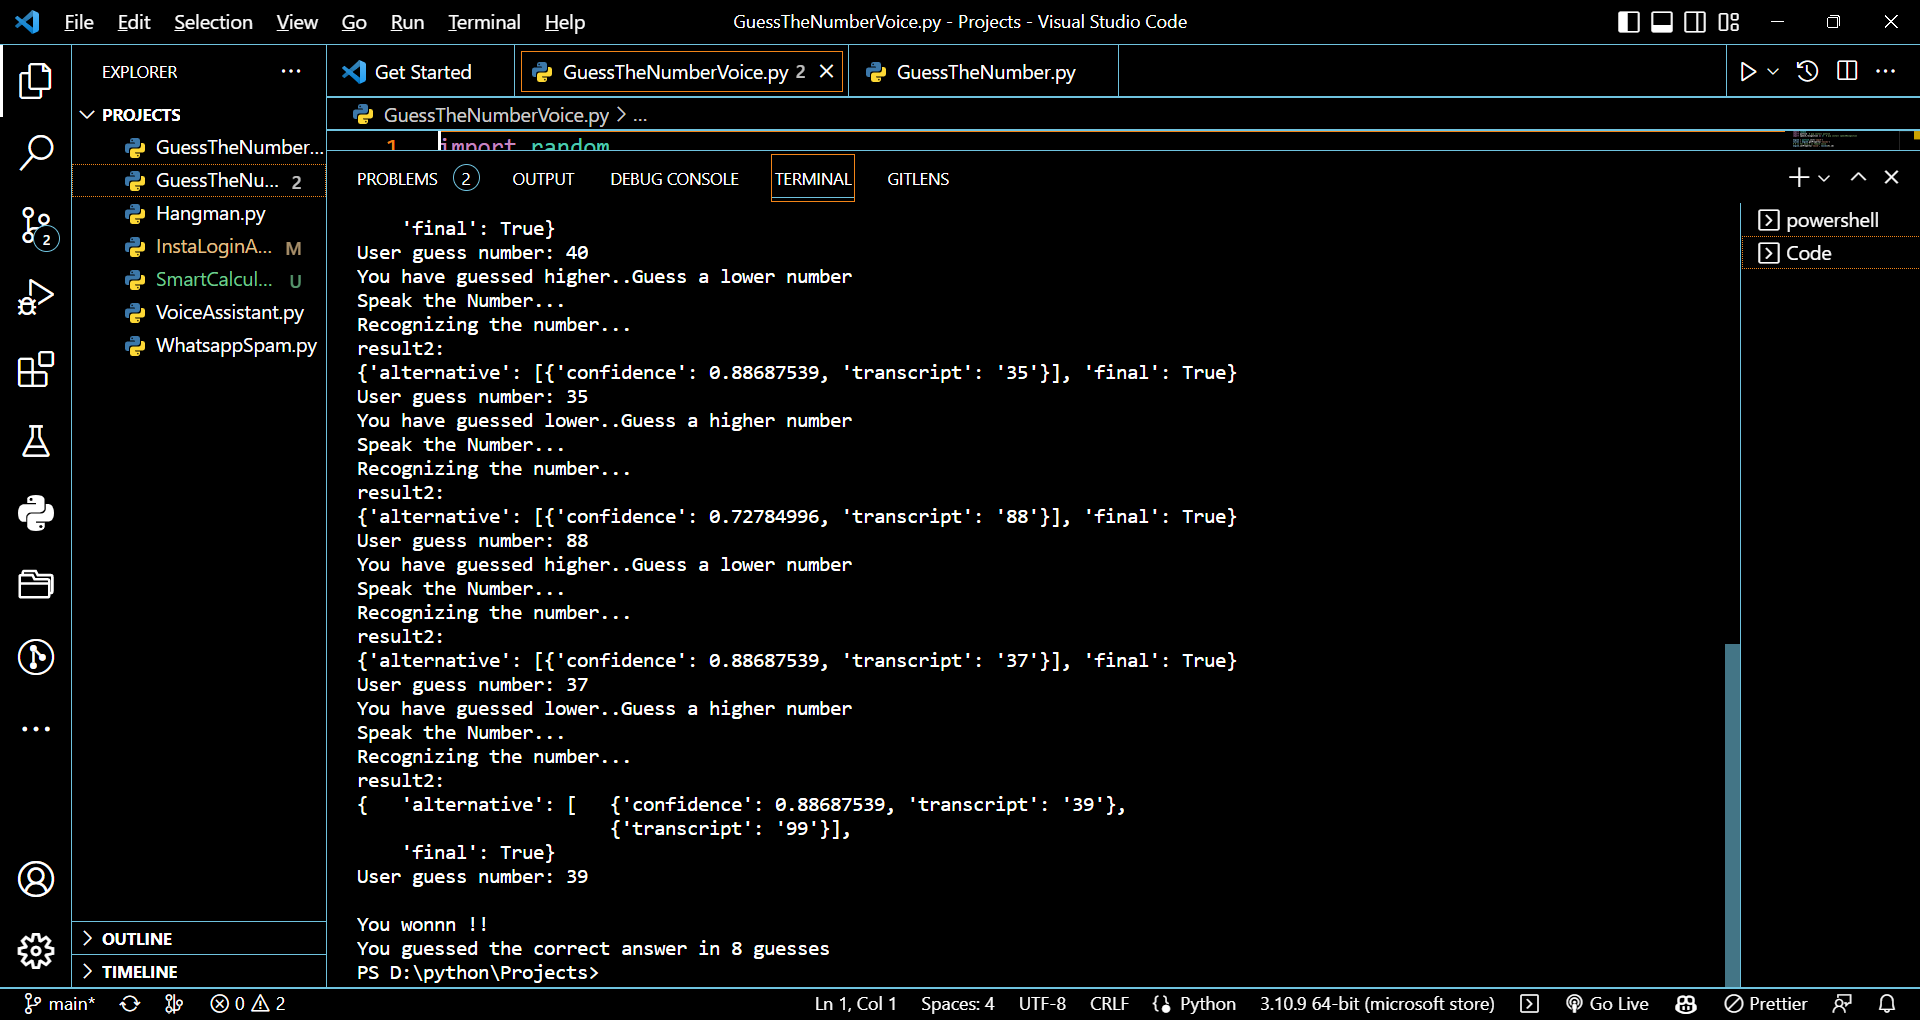 File Edit Selection View Go Run Terminal Help
GuessTheNumberVoice.py - Projects - Visual Studio Code
EXPLORER ···
PROJECTS
GuessTheNumber...
GuessTheNu... 2
Hangman.py
InstaLoginA... M
SmartCalcul... U
VoiceAssistant.py
WhatsappSpam.py
2
OUTLINE
TIMELINE
Get Started
GuessTheNumberVoice.py 2
GuessTheNumber.py
GuessTheNumberVoice.py > ...
1 import random
PROBLEMS 2 OUTPUT DEBUG CONSOLE TERMINAL GITLENS
powershell
Code
'final': True}
User guess number: 40
You have guessed higher..Guess a lower number
Speak the Number...
Recognizing the number...
result2:
{'alternative': [{'confidence': 0.88687539, 'transcript': '35'}], 'final': True}
User guess number: 35
You have guessed lower..Guess a higher number
Speak the Number...
Recognizing the number...
result2:
{'alternative': [{'confidence': 0.72784996, 'transcript': '88'}], 'final': True}
User guess number: 88
You have guessed higher..Guess a lower number
Speak the Number...
Recognizing the number...
result2:
{'alternative': [{'confidence': 0.88687539, 'transcript': '37'}], 'final': True}
User guess number: 37
You have guessed lower..Guess a higher number
Speak the Number...
Recognizing the number...
result2:
{   'alternative': [   {'confidence': 0.88687539, 'transcript': '39'},
{'transcript': '99'}],
'final': True}
User guess number: 39
You wonnn !!
You guessed the correct answer in 8 guesses
PS D:\python\Projects>
main* 0 2 Ln 1, Col 1 Spaces: 4 UTF-8 CRLF Python 3.10.9 64-bit (microsoft store) Go Live Prettier